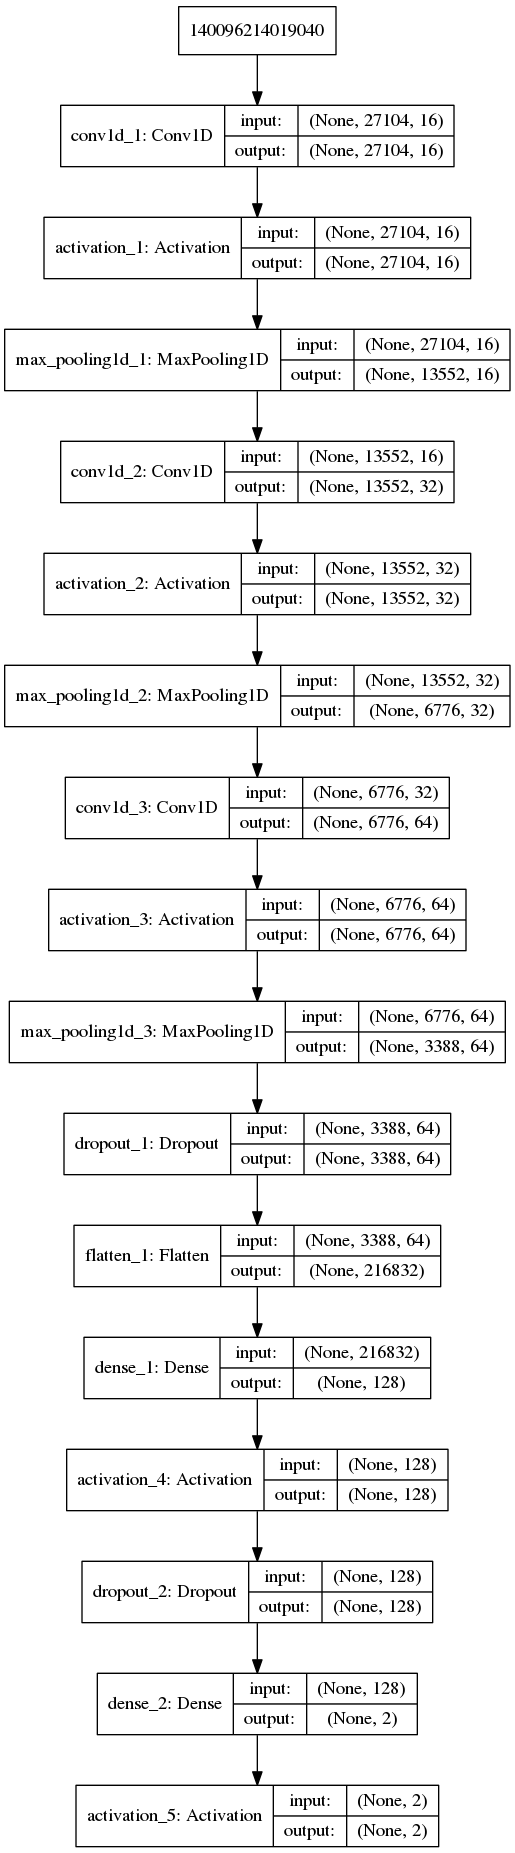 140096214019040
conv1d_1: Conv1D
input: (None, 27104, 16)
output: (None, 27104, 16)
activation_1: Activation
input: (None, 27104, 16)
output: (None, 27104, 16)
max_pooling1d_1: MaxPooling1D
input: (None, 27104, 16)
output: (None, 13552, 16)
conv1d_2: Conv1D
input: (None, 13552, 16)
output: (None, 13552, 32)
activation_2: Activation
input: (None, 13552, 32)
output: (None, 13552, 32)
max_pooling1d_2: MaxPooling1D
input: (None, 13552, 32)
output: (None, 6776, 32)
conv1d_3: Conv1D
input: (None, 6776, 32)
output: (None, 6776, 64)
activation_3: Activation
input: (None, 6776, 64)
output: (None, 6776, 64)
max_pooling1d_3: MaxPooling1D
input: (None, 6776, 64)
output: (None, 3388, 64)
dropout_1: Dropout
input: (None, 3388, 64)
output: (None, 3388, 64)
flatten_1: Flatten
input: (None, 3388, 64)
output: (None, 216832)
dense_1: Dense
input: (None, 216832)
output: (None, 128)
activation_4: Activation
input: (None, 128)
output: (None, 128)
dropout_2: Dropout
input: (None, 128)
output: (None, 128)
dense_2: Dense
input: (None, 128)
output: (None, 2)
activation_5: Activation
input: (None, 2)
output: (None, 2)